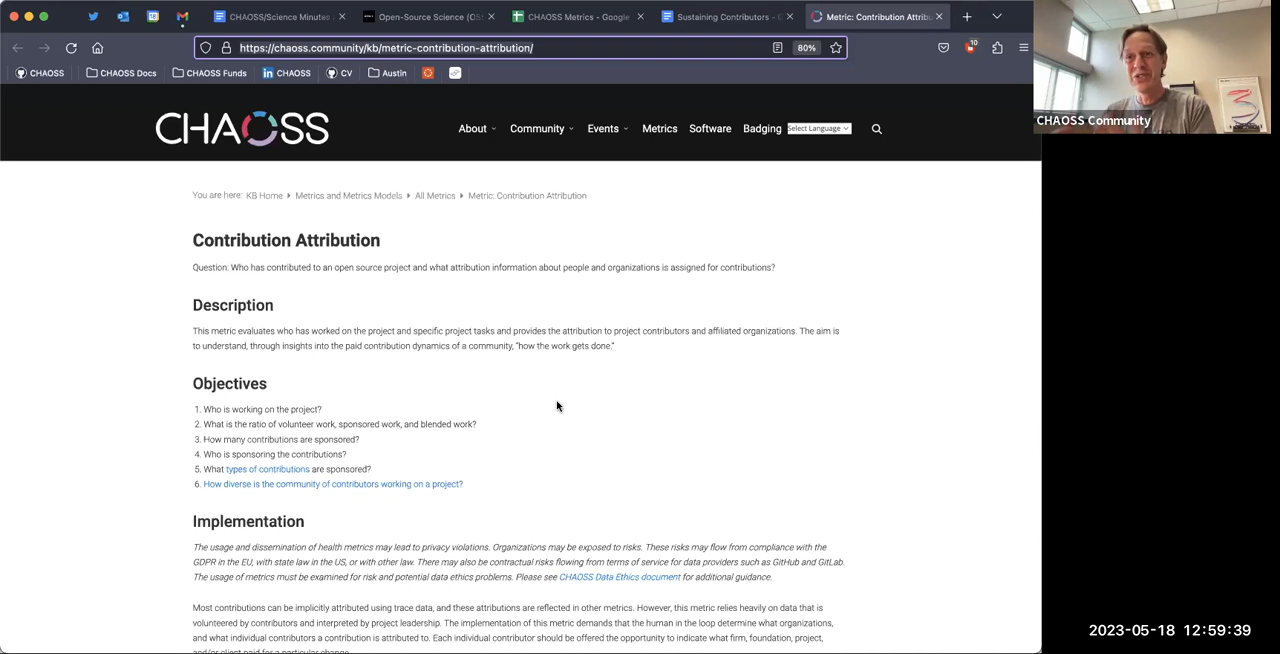 CHAOSS/Science Minutes
Open-Source Science (OS
CHAOSS Metrics - Google
Sustaining Contributors - G
Metric: Contribution Attribut
https://chaoss.community/kb/metric-contribution-attribution/
80%
10
CHAOSS
CHAOSS Docs
CHAOSS Funds
CHAOSS
CV
Austin
CHAOSS Community
CHAOSS
About
Community
Events
Metrics
Software
Badging
Select Language
You are here: KB Home Metrics and Metrics Models All Metrics Metric: Contribution Attribution
Contribution Attribution
Question: Who has contributed to an open source project and what attribution information about people and organizations is assigned for contributions?
Description
This metric evaluates who has worked on the project and specific project tasks and provides the attribution to project contributors and affiliated organizations. The aim is
to understand, through insights into the paid contribution dynamics of a community, "how the work gets done."
Objectives
1. Who is working on the project?
2. What is the ratio of volunteer work, sponsored work, and blended work?
3. How many contributions are sponsored?
4. Who is sponsoring the contributions?
5. What types of contributions are sponsored?
6. How diverse is the community of contributors working on a project?
Implementation
The usage and dissemination of health metrics may lead to privacy violations. Organizations may be exposed to risks. These risks may flow from compliance with the
GDPR in the EU, with state law in the US, or with other law. There may also be contractual risks flowing from terms of service for data providers such as GitHub and GitLab.
The usage of metrics must be examined for risk and potential data ethics problems. Please see CHAOSS Data Ethics document for additional guidance.
Most contributions can be implicitly attributed using trace data, and these attributions are reflected in other metrics. However, this metric relies heavily on data that is
volunteered by contributors and interpreted by project leadership. The implementation of this metric demands that the human in the loop determine what organizations,
and what individual contributors a contribution is attributed to. Each individual contributor should be offered the opportunity to indicate what firm, foundation, project,
and/or client paid for a particular change.
2023-05-18 12:59:39